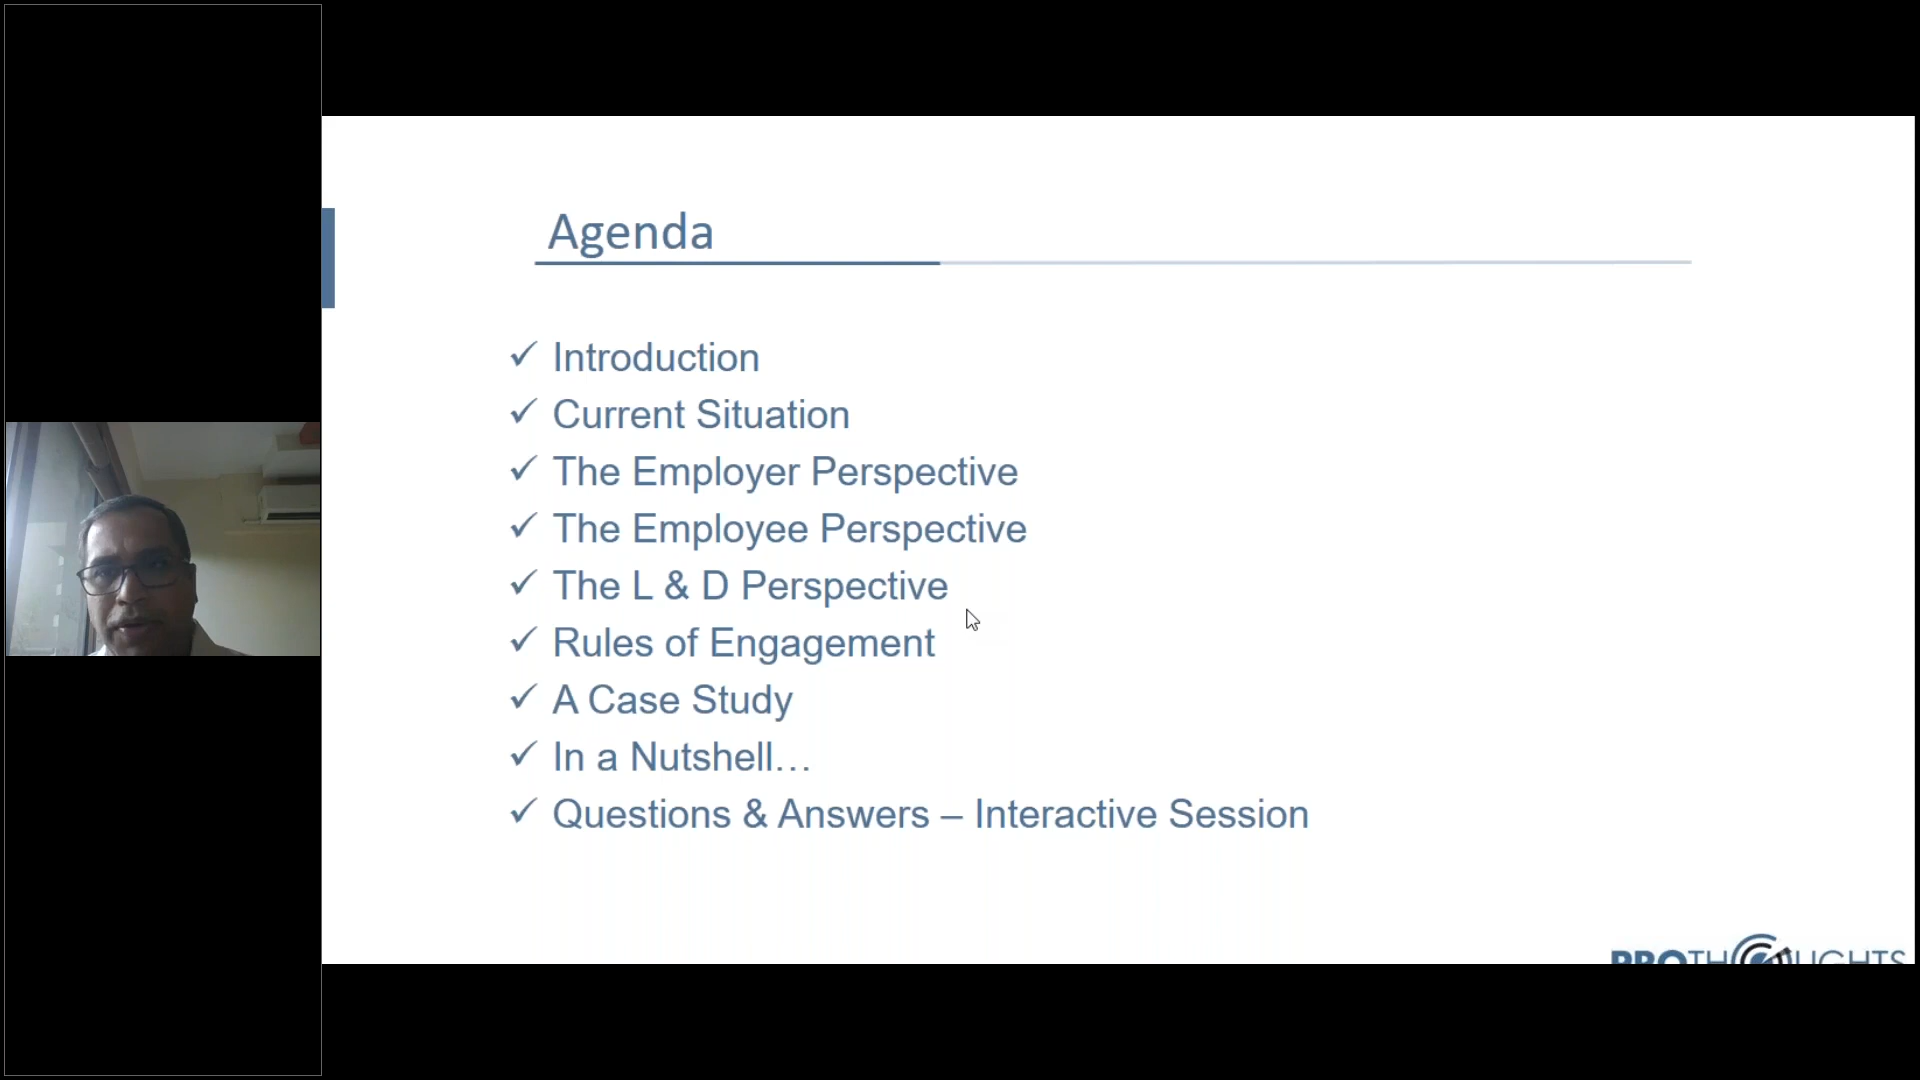 Agenda
✓ Introduction
✓ Current Situation
✓ The Employer Perspective
✓ The Employee Perspective
✓ The L & D Perspective
✓ Rules of Engagement
✓ A Case Study
✓ In a Nutshell…
✓ Questions & Answers – Interactive Session
PROTHOUGHTS